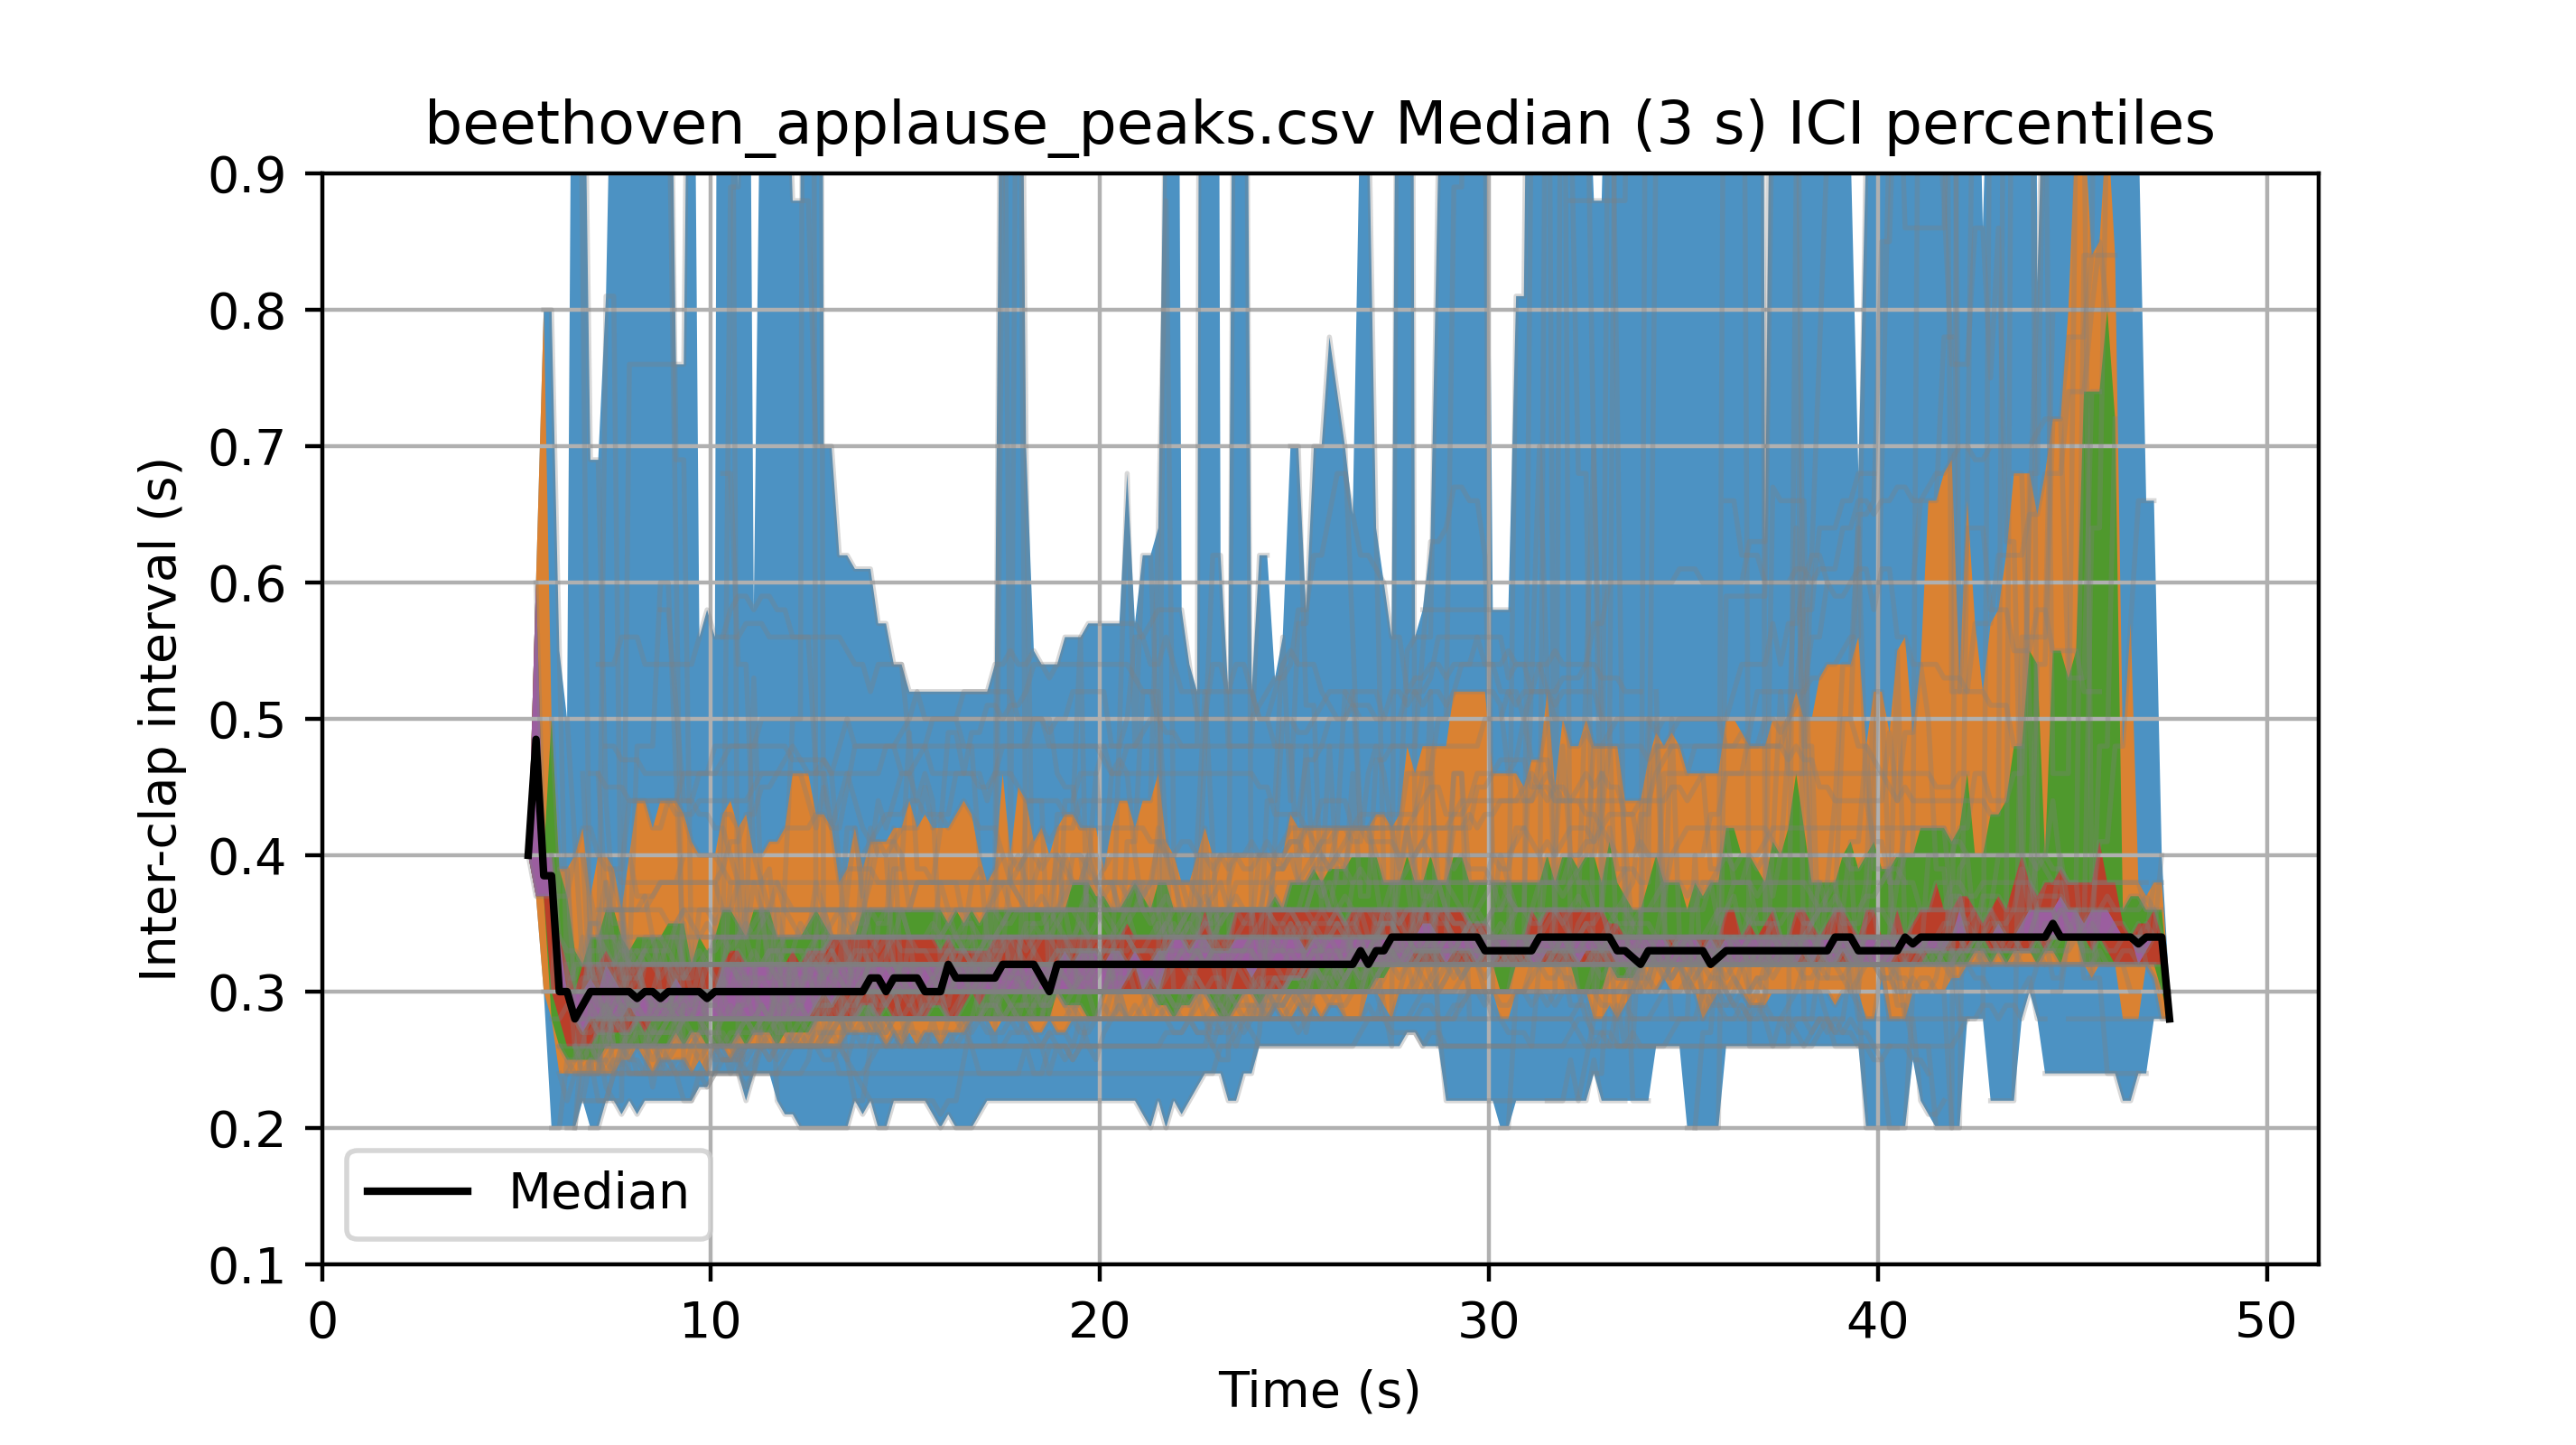 beethoven_applause_peaks.csv Median (3 s) ICI percentiles
Inter-clap interval (s)
0.9
0.8
0.7
0.6
0.5
0.4
0.3
0.2
0.1
Median
0 10 20 30 40 50
Time (s)